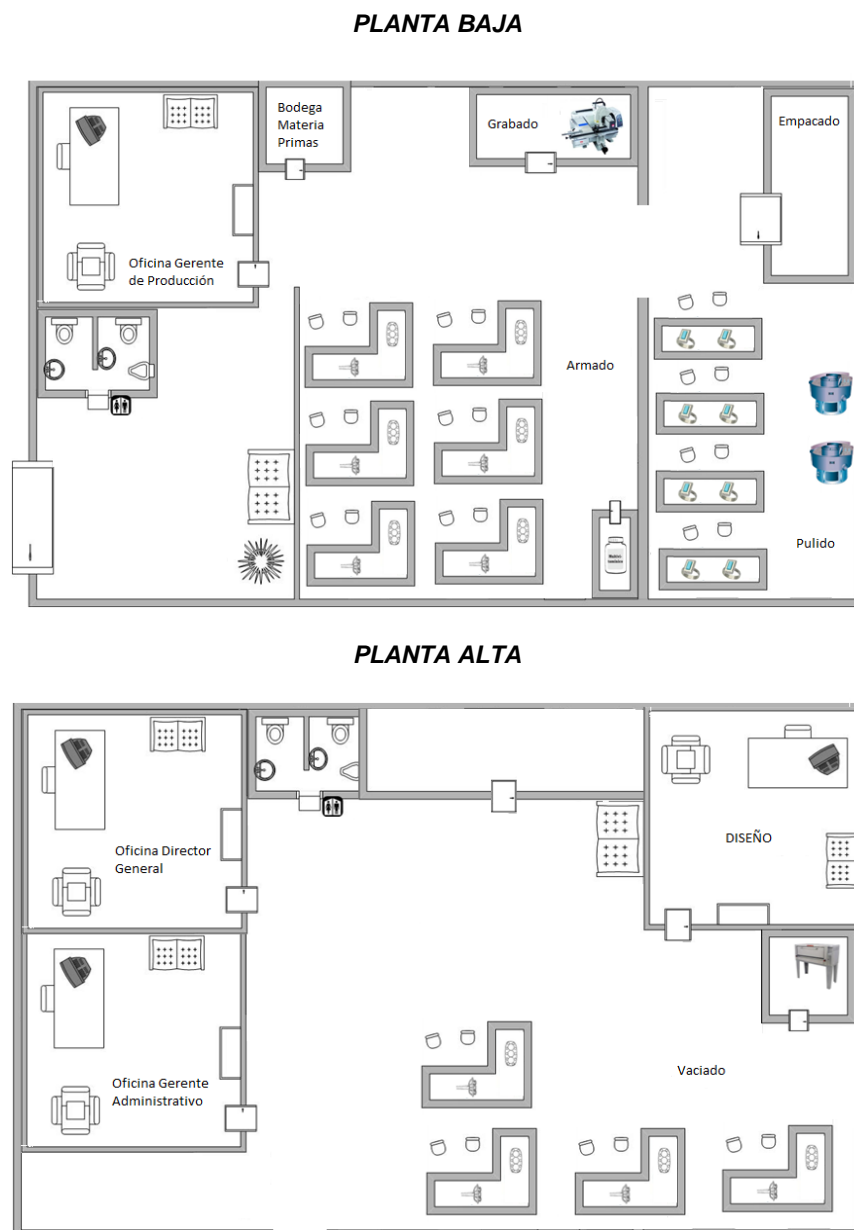 PLANTA BAJA
Bodega
Materia
Primas
Grabado
Empacado
Oficina Gerente
de Producción
Armado
Pulido
PLANTA ALTA
Oficina Director
General
DISEÑO
Oficina Gerente
Administrativo
Vaciado